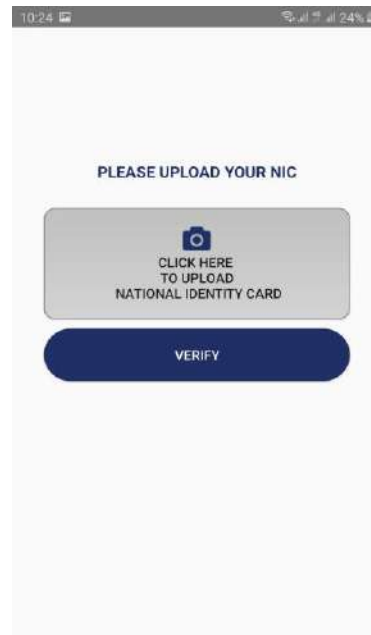 10:24 24%
PLEASE UPLOAD YOUR NIC
CLICK HERE
TO UPLOAD
NATIONAL IDENTITY CARD
VERIFY